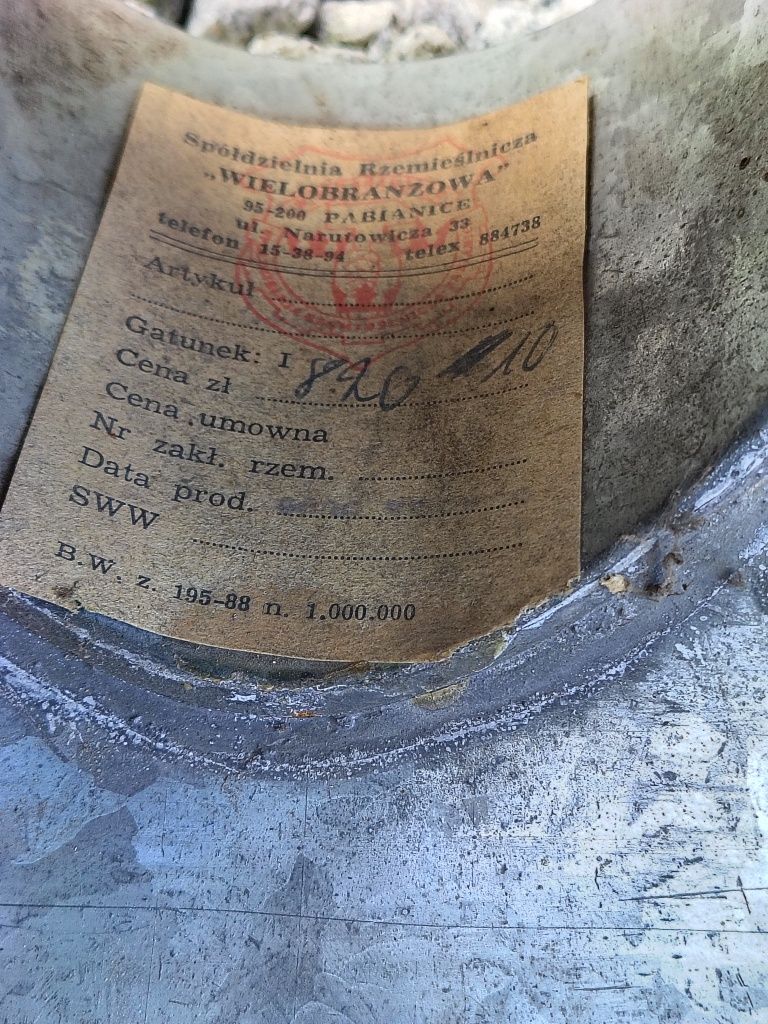 Spółdzielnia Rzemieślnicza
„WIELOBRANŻOWA”
95-200 PABIANICE
ul. Narutowicza 33
telefon 15-38-94 telex 884738
Artykuł
Gatunek: I
Cena zł 820 10
Cena umowna
Nr zakł. rzem.
Data prod.
SWW
B.W. z. 195-88 n. 1.000.000